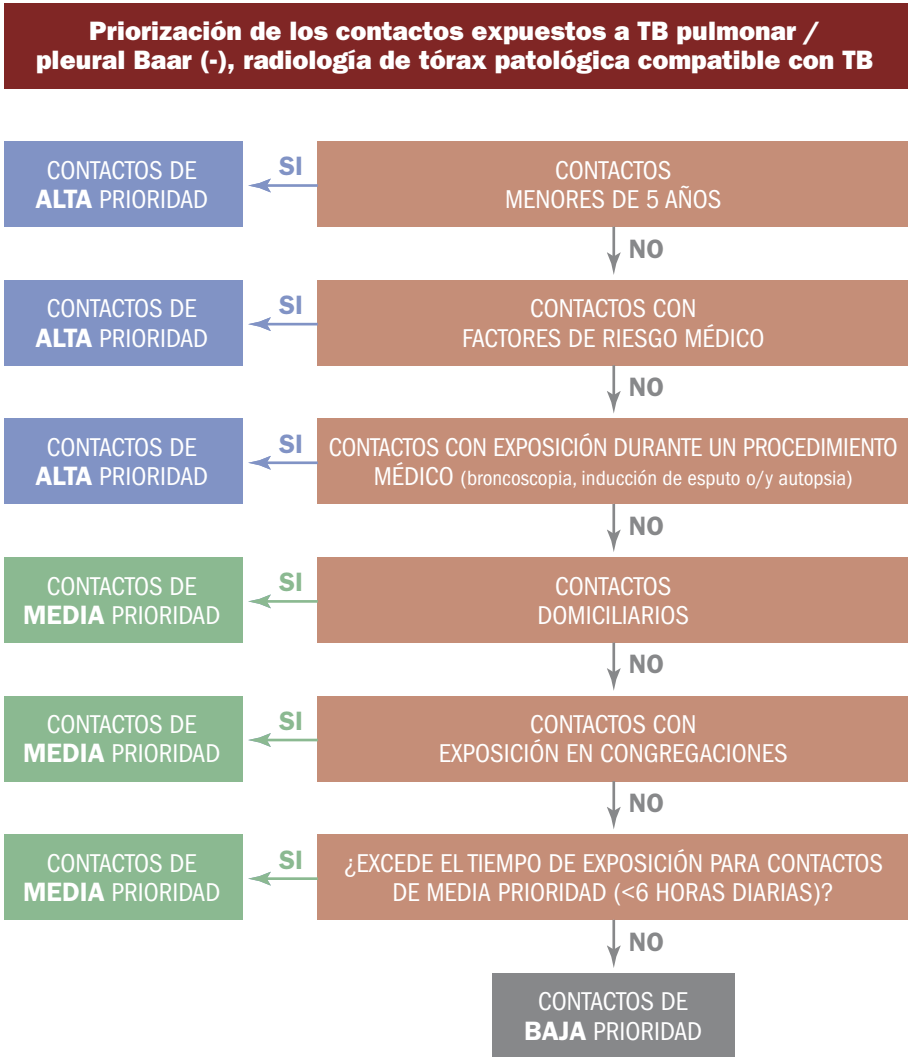 Priorización de los contactos expuestos a TB pulmonar /
pleural Baar (-), radiología de tórax patológica compatible con TB
CONTACTOS DE
ALTA PRIORIDAD
SI
CONTACTOS
MENORES DE 5 AÑOS
NO
CONTACTOS DE
ALTA PRIORIDAD
SI
CONTACTOS CON
FACTORES DE RIESGO MÉDICO
NO
CONTACTOS DE
ALTA PRIORIDAD
SI
CONTACTOS CON EXPOSICIÓN DURANTE UN PROCEDIMIENTO
MÉDICO (broncoscopia, inducción de esputo o/y autopsia)
NO
CONTACTOS DE
MEDIA PRIORIDAD
SI
CONTACTOS
DOMICILIARIOS
NO
CONTACTOS DE
MEDIA PRIORIDAD
SI
CONTACTOS CON
EXPOSICIÓN EN CONGREGACIONES
NO
CONTACTOS DE
MEDIA PRIORIDAD
SI
¿EXCEDE EL TIEMPO DE EXPOSICIÓN PARA CONTACTOS
DE MEDIA PRIORIDAD (<6 HORAS DIARIAS)?
NO
CONTACTOS DE
BAJA PRIORIDAD